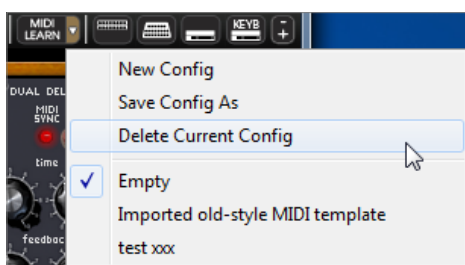 MIDI
LEARN
KEYB
DUAL DEL
MIDI
SYNC
time
feedbac
New Config
Save Config As
Delete Current Config
Empty
Imported old-style MIDI template
test xxx